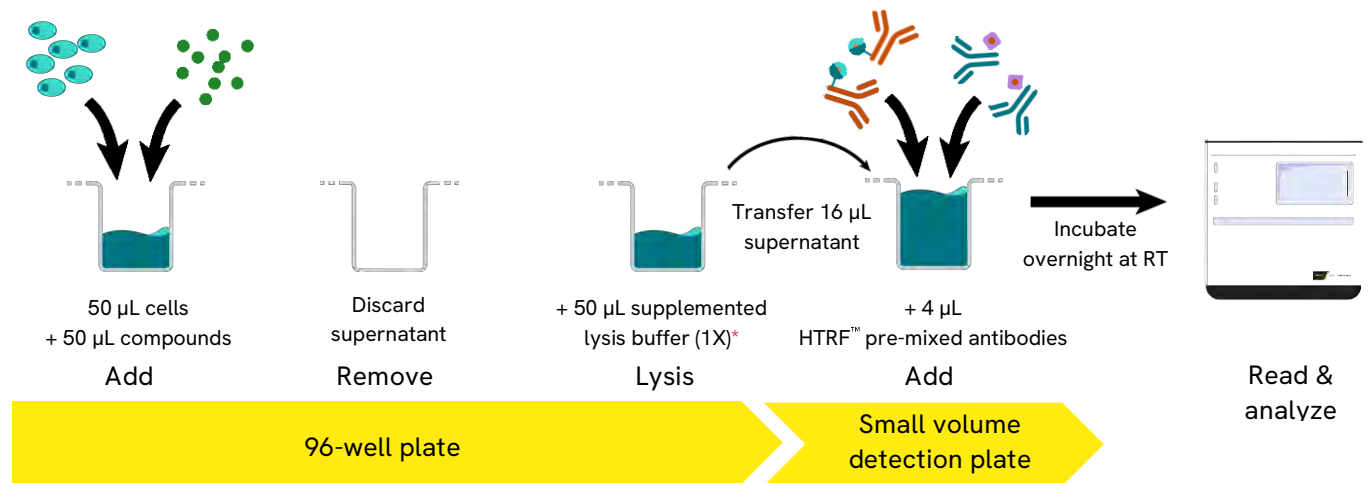 50 µL cells
+ 50 µL compounds
Add
Discard
supernatant
Remove
+ 50 µL supplemented
lysis buffer (1X)*
Lysis
Transfer 16 µL
supernatant
+ 4 µL
HTRF™ pre-mixed antibodies
Add
Incubate
overnight at RT
Read &
analyze
96-well plate
Small volume
detection plate